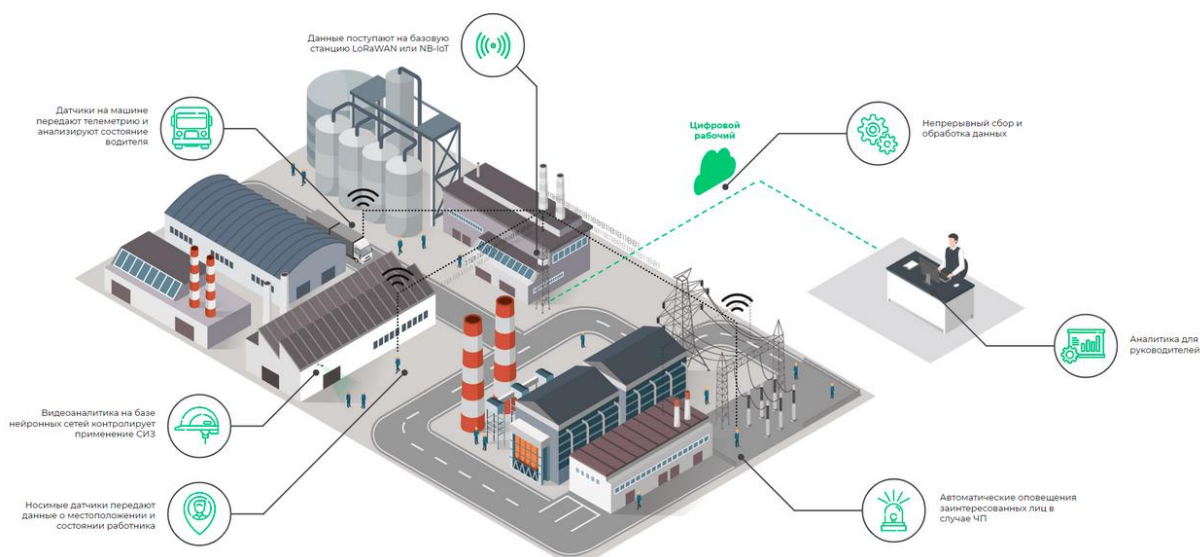 Данные поступают на базовую
станцию LoRaWAN или NB-IoT
Датчики на машине
передают телеметрию и
анализируют состояние
водителя
Цифровой
рабочий
Непрерывный сбор и
обработка данных
Аналитика для
руководителей
Видеоаналитика на базе
нейронных сетей контролирует
применение СИЗ
Носимые датчики передают
данные о местоположении и
состоянии работника
Автоматические оповещения
заинтересованных лиц в
случае ЧП